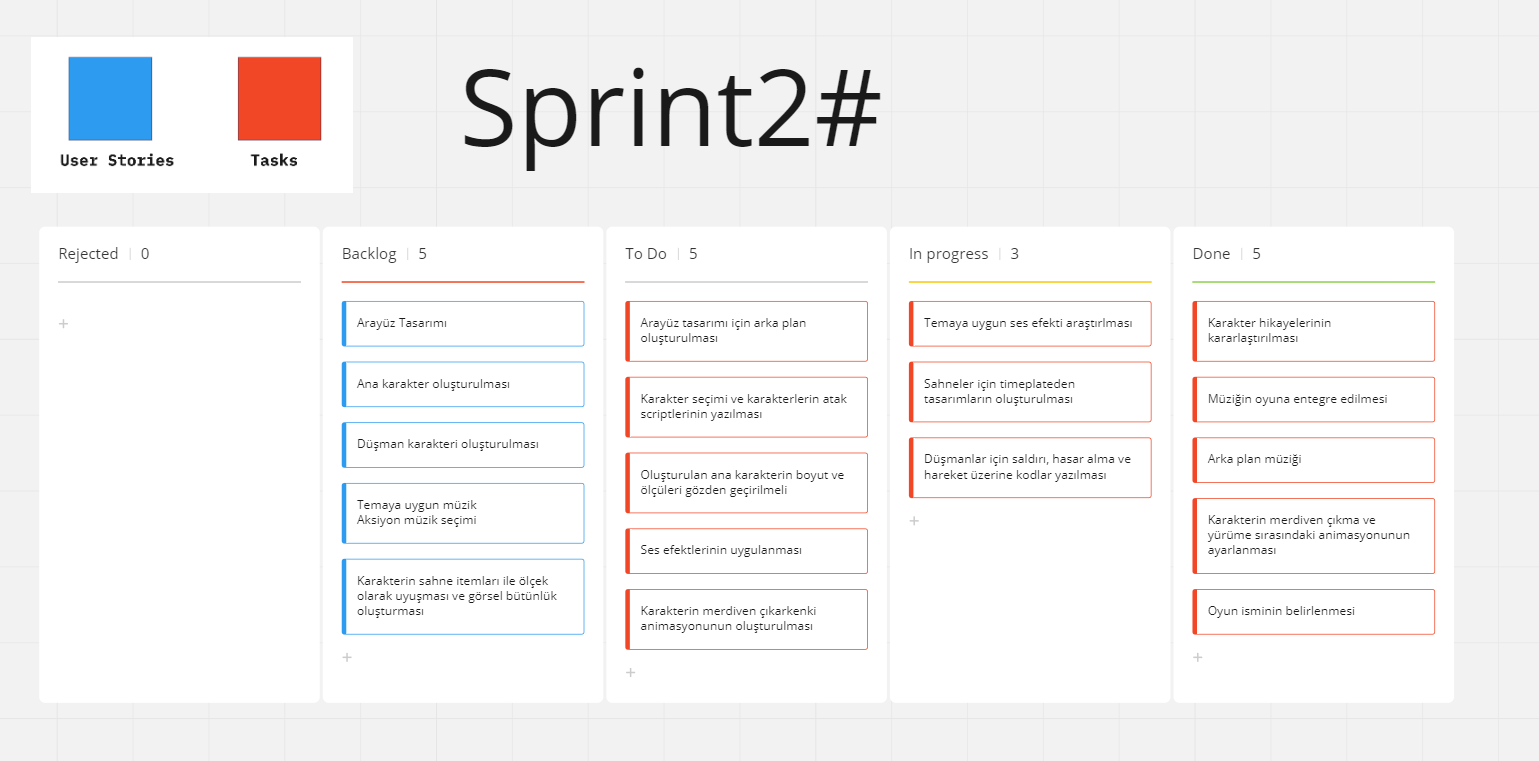 User Stories
Tasks
Sprint2#
Rejected | 0
+
Backlog | 5
Arayüz Tasarımı
Ana karakter oluşturulması
Düşman karakteri oluşturulması
Temaya uygun müzik
Aksiyon müzik seçimi
Karakterin sahne itemları ile ölçek
olarak uyuşması ve görsel bütünlük
oluşturması
+
To Do | 5
Arayüz tasarımı için arka plan
oluşturulması
Karakter seçimi ve karakterlerin atak
scriptlerinin yazılması
Oluşturulan ana karakterin boyut ve
ölçüleri gözden geçirilmeli
Ses efektlerinin uygulanması
Karakterin merdiven çıkarkenki
animasyonunun oluşturulması
+
In progress | 3
Temaya uygun ses efekti araştırlması
Sahneler için timeplateden
tasarımların oluşturulması
Düşmanlar için saldırı, hasar alma ve
hareket üzerine kodlar yazılması
+
Done | 5
Karakter hikayelerinin
kararlaştırılması
Müziğin oyuna entegre edilmesi
Arka plan müziği
Karakterin merdiven çıkma ve
yürüme sırasındaki animasyonunun
ayarlanması
Oyun isminin belirlenmesi
+